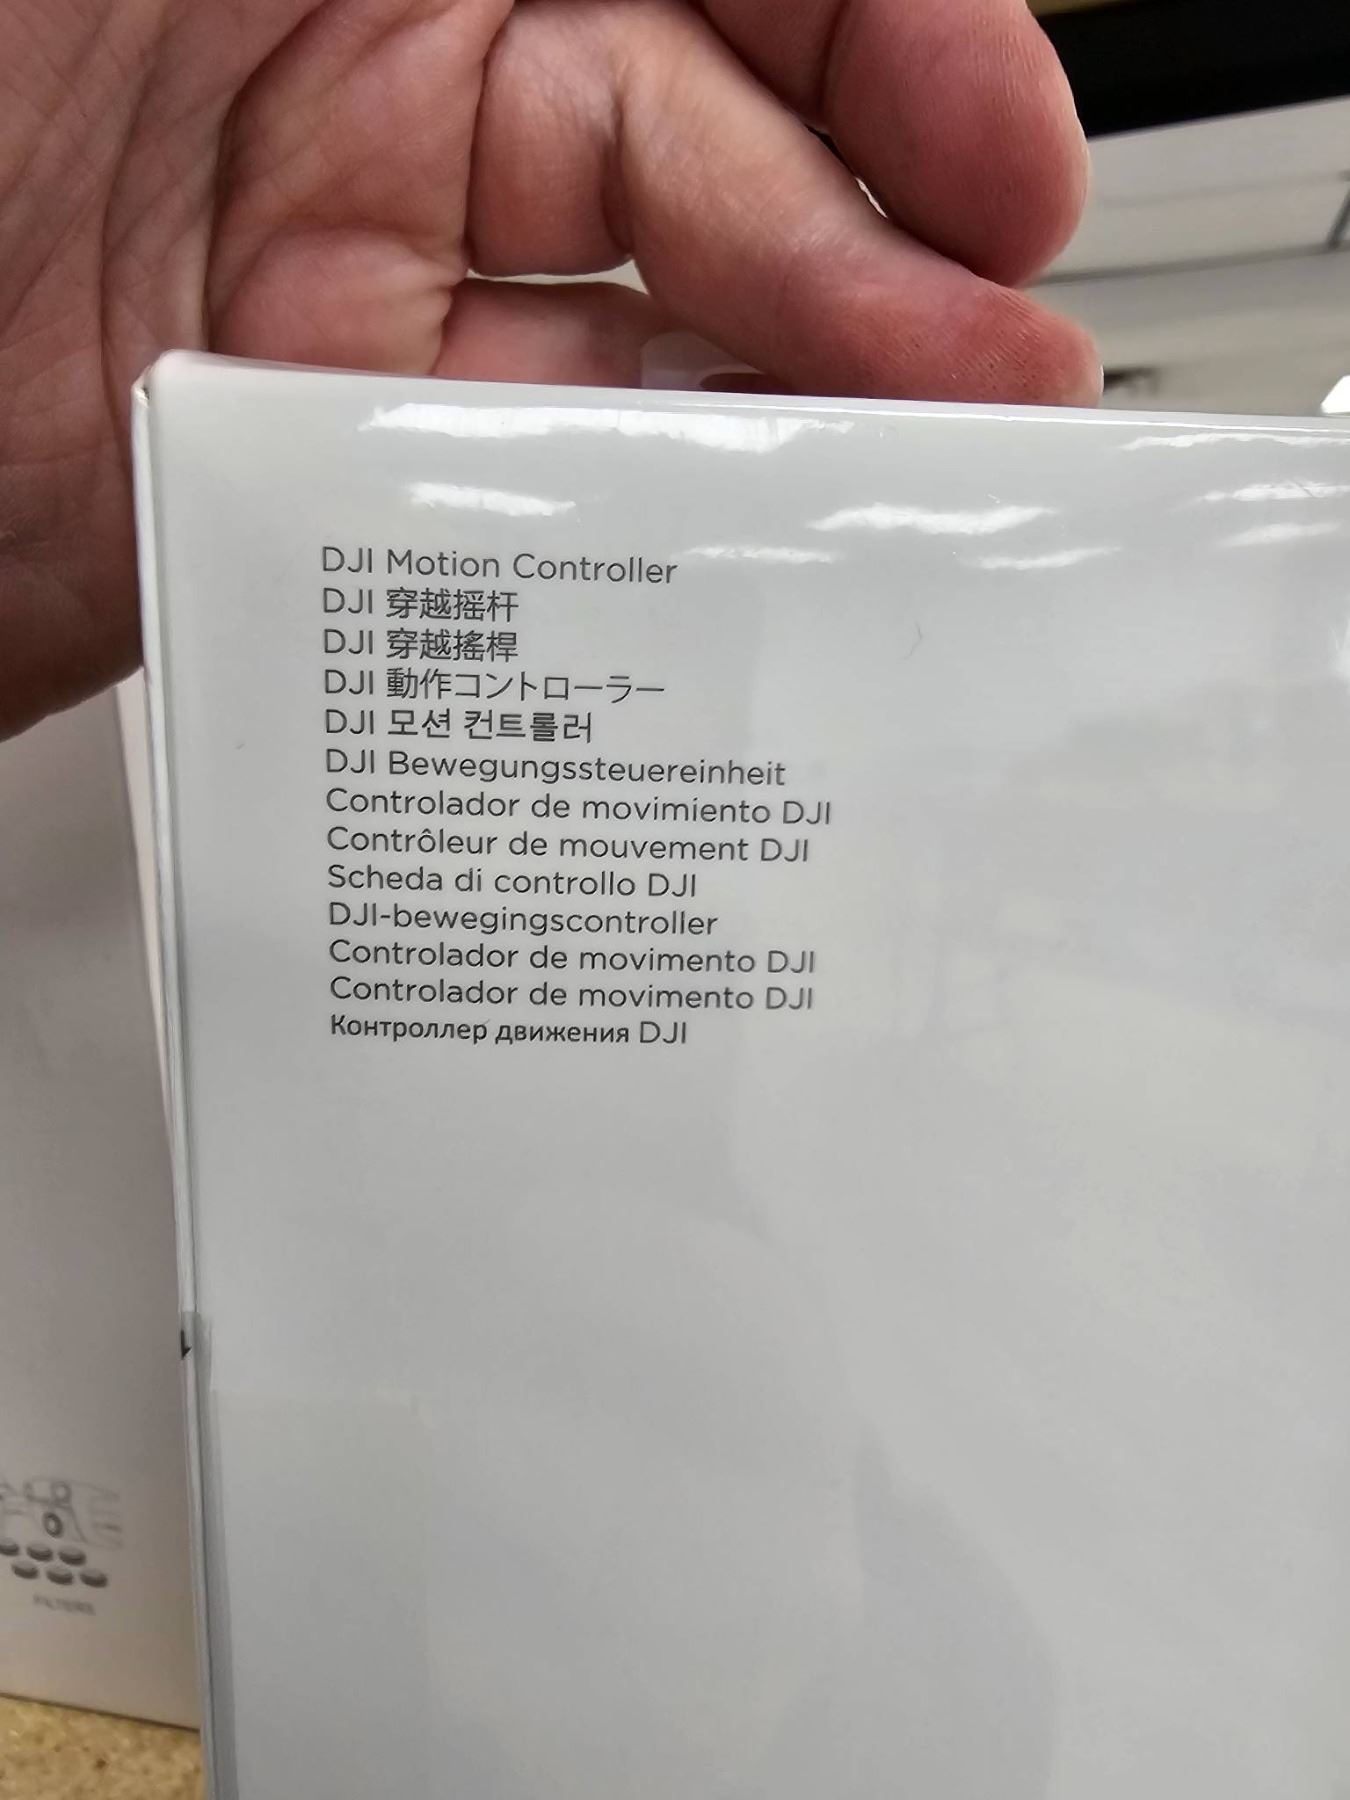 DJI Motion Controller
DJI 穿越摇杆
DJI 穿越搖桿
DJI 動作コントローラー
DJI 모션 컨트롤러
DJI Bewegungssteuereinheit
Controlador de movimiento DJI
Contrôleur de mouvement DJI
Scheda di controllo DJI
DJI-bewegingscontroller
Controlador de movimento DJI
Controlador de movimento DJI
Контроллер движения DJI
FILTERS